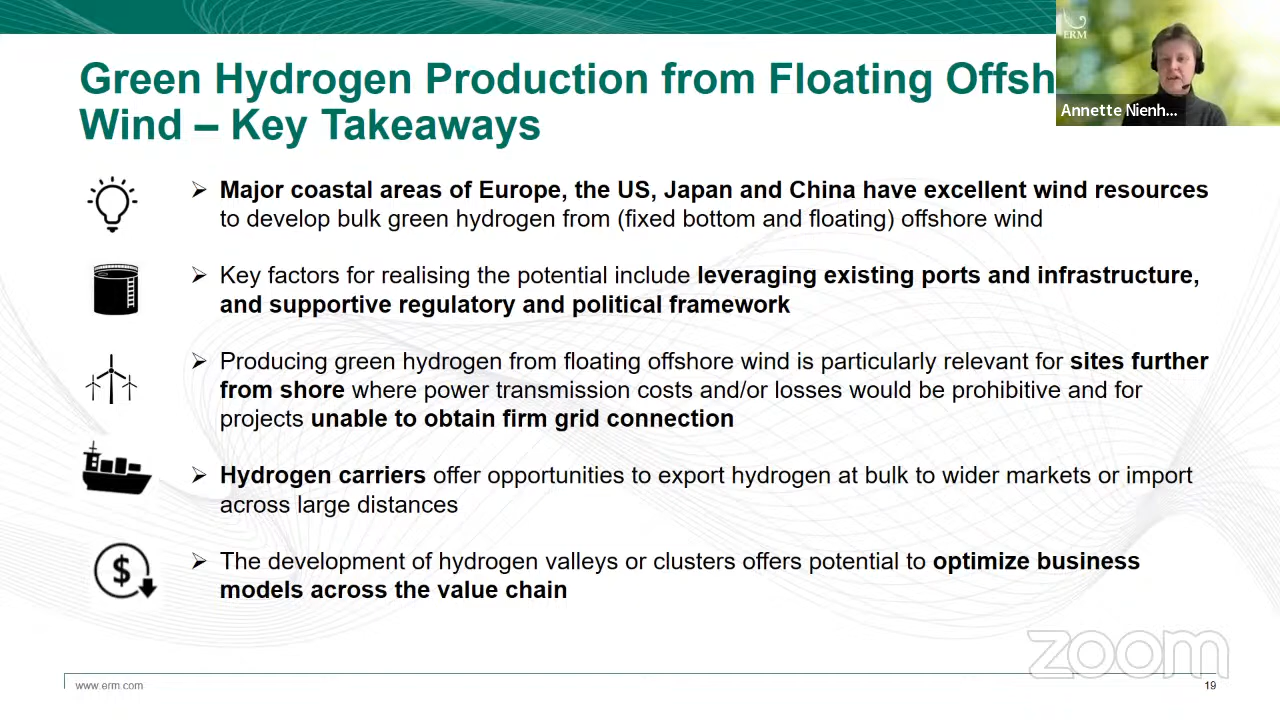 Green Hydrogen Production from Floating Offsh
Wind – Key Takeaways
ERM
Annette Nienh...
➢ Major coastal areas of Europe, the US, Japan and China have excellent wind resources
to develop bulk green hydrogen from (fixed bottom and floating) offshore wind
➢ Key factors for realising the potential include leveraging existing ports and infrastructure,
and supportive regulatory and political framework
➢ Producing green hydrogen from floating offshore wind is particularly relevant for sites further
from shore where power transmission costs and/or losses would be prohibitive and for
projects unable to obtain firm grid connection
➢ Hydrogen carriers offer opportunities to export hydrogen at bulk to wider markets or import
across large distances
$
➢ The development of hydrogen valleys or clusters offers potential to optimize business
models across the value chain
zoom
www.erm.com
19